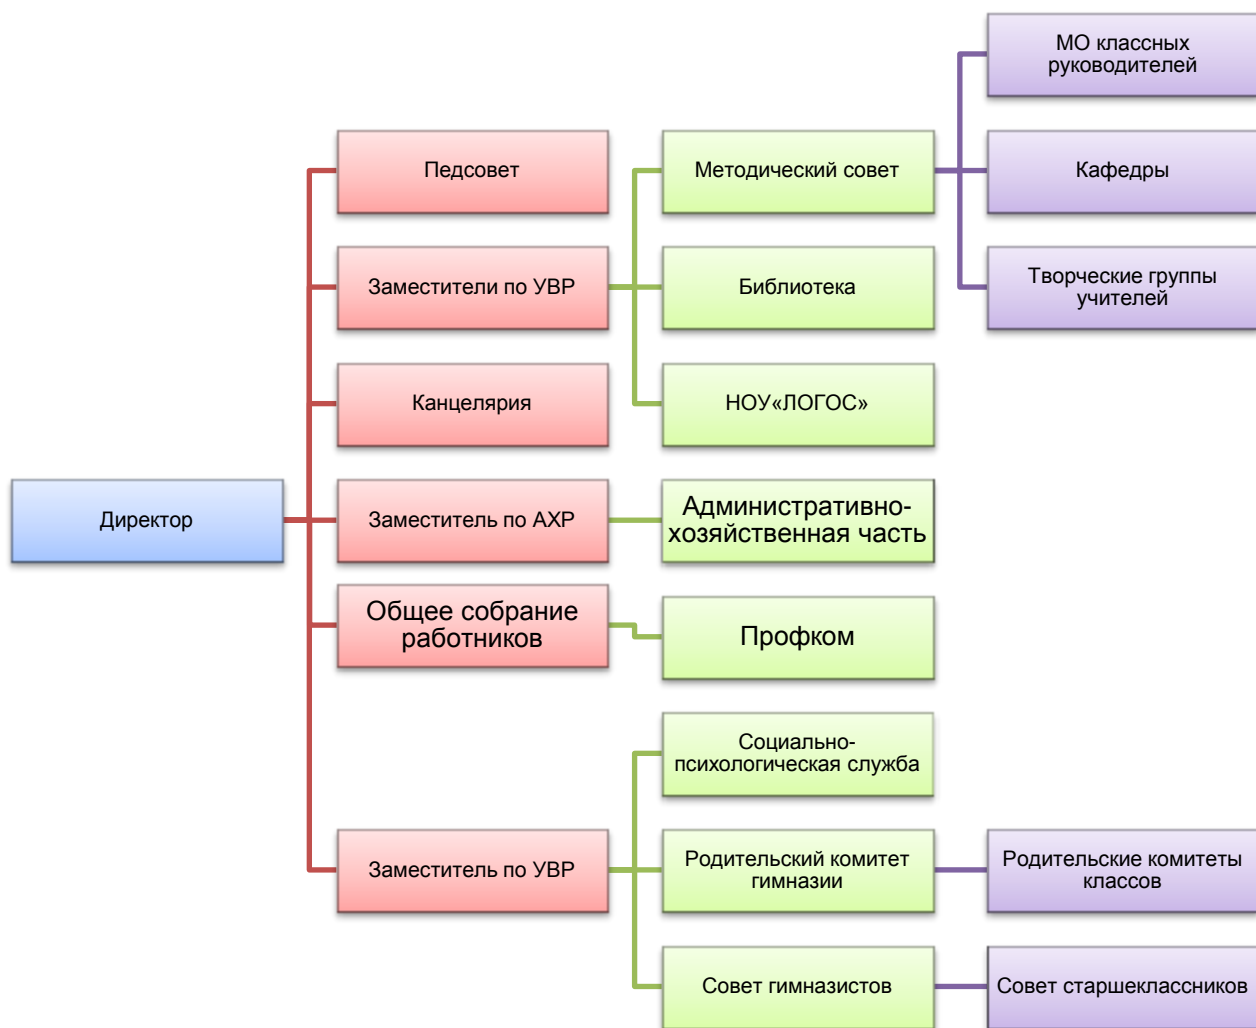 МО классных
руководителей
Педсовет
Методический совет
Кафедры
Заместители по УВР
Библиотека
Творческие группы
учителей
Канцелярия
НОУ«ЛОГОС»
Директор
Заместитель по АХР
Административно-
хозяйственная часть
Общее собрание
работников
Профком
Социально-
психологическая служба
Заместитель по УВР
Родительский комитет
гимназии
Родительские комитеты
классов
Совет гимназистов
Совет старшеклассников